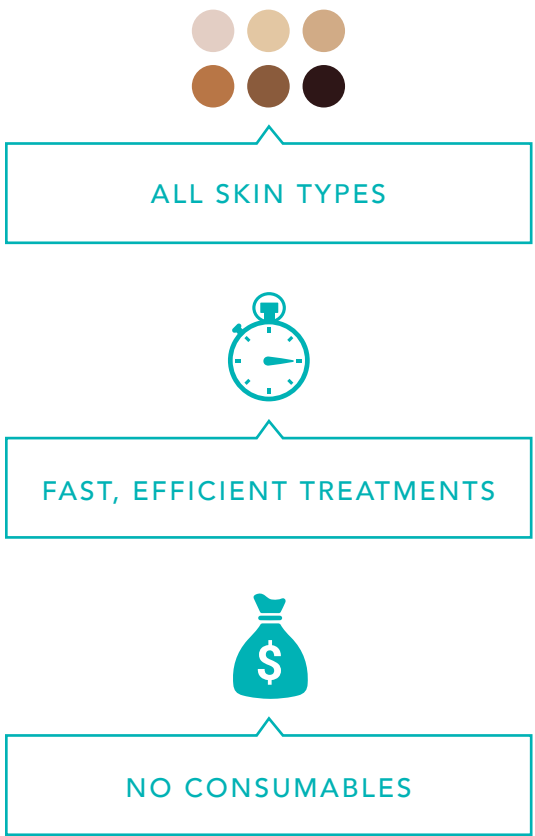 ALL SKIN TYPES
FAST, EFFICIENT TREATMENTS
$
NO CONSUMABLES